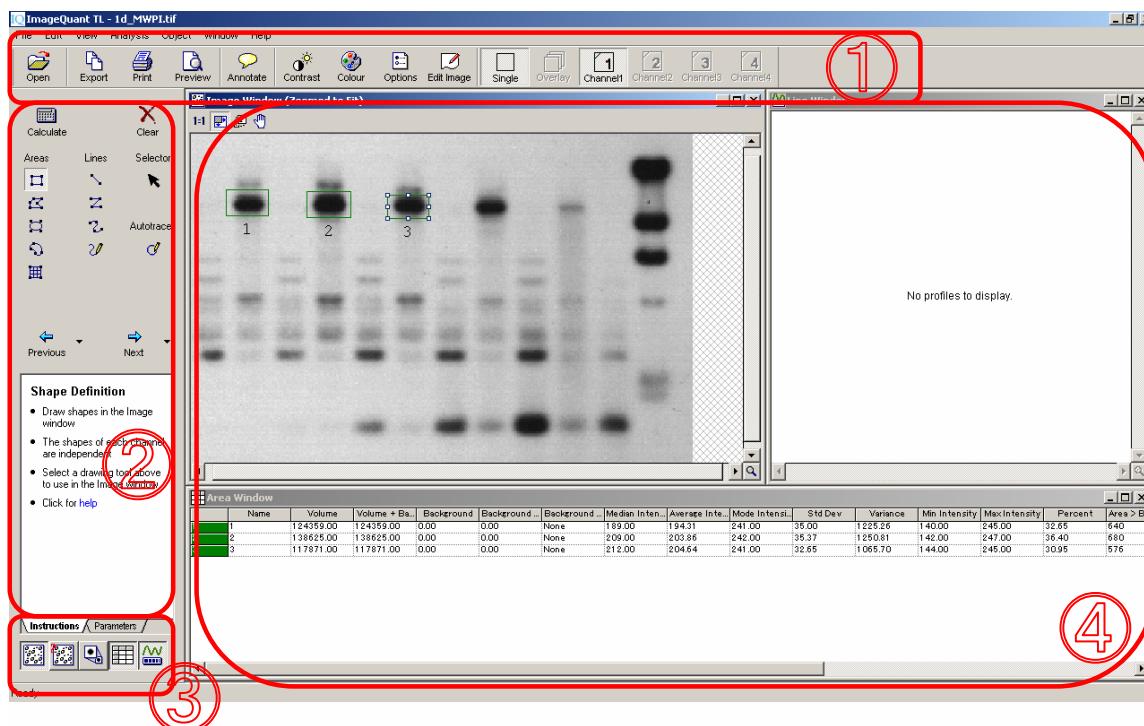 IQ ImageQuant TL - 1d_MWPI.tif
File Edit View Analysis Object Window Help
Open Export Print Preview Annotate Contrast Colour Options Edit Image Single Overlay Channel1 Channel2 Channel3 Channel4
1 2 3 4
①
Calculate Clear
Areas Lines Selector
Autotrace
Previous Next
Shape Definition
• Draw shapes in the Image
window
• The shapes of each channel
are independent
• Select a drawing tool above
to use in the Image window
• Click for help
②
Instructions Parameters
③
Ready
Image Window (Zoomed to Fit)
1=1
1 2 3
Line Window
No profiles to display.
Area Window
Name Volume Volume + Ba... Background Background ... Background ... Median Inten... Average Inte... Mode Intensi... Std Dev Variance Min Intensity Max Intensity Percent Area > B
1 124359.00 124359.00 0.00 0.00 None 189.00 194.31 241.00 35.00 1225.26 140.00 245.00 32.65 640
2 138625.00 138625.00 0.00 0.00 None 209.00 203.86 242.00 35.37 1250.81 142.00 247.00 36.40 680
3 117871.00 117871.00 0.00 0.00 None 212.00 204.64 241.00 32.65 1065.70 144.00 245.00 30.95 576
④